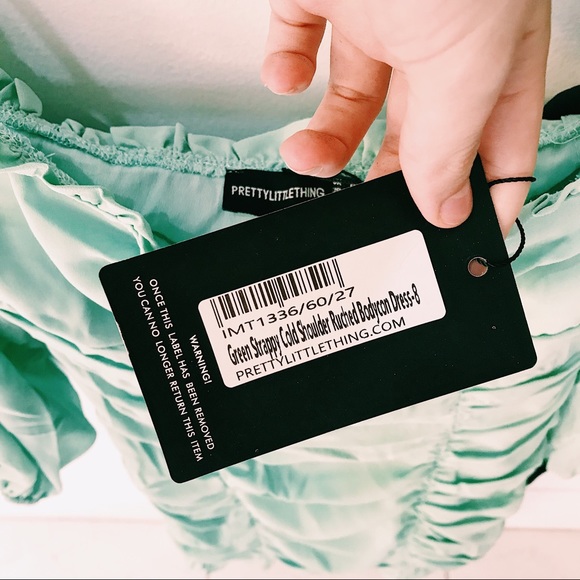 PRETTYLITTLETHING
IMT1336/60/27
Green Strappy Cold Shoulder Ruched Bodycon Dress-8
PRETTYLITTLETHING.COM
WARNING!
ONCE THIS LABEL HAS BEEN REMOVED
YOU CAN NO LONGER RETURN THIS ITEM